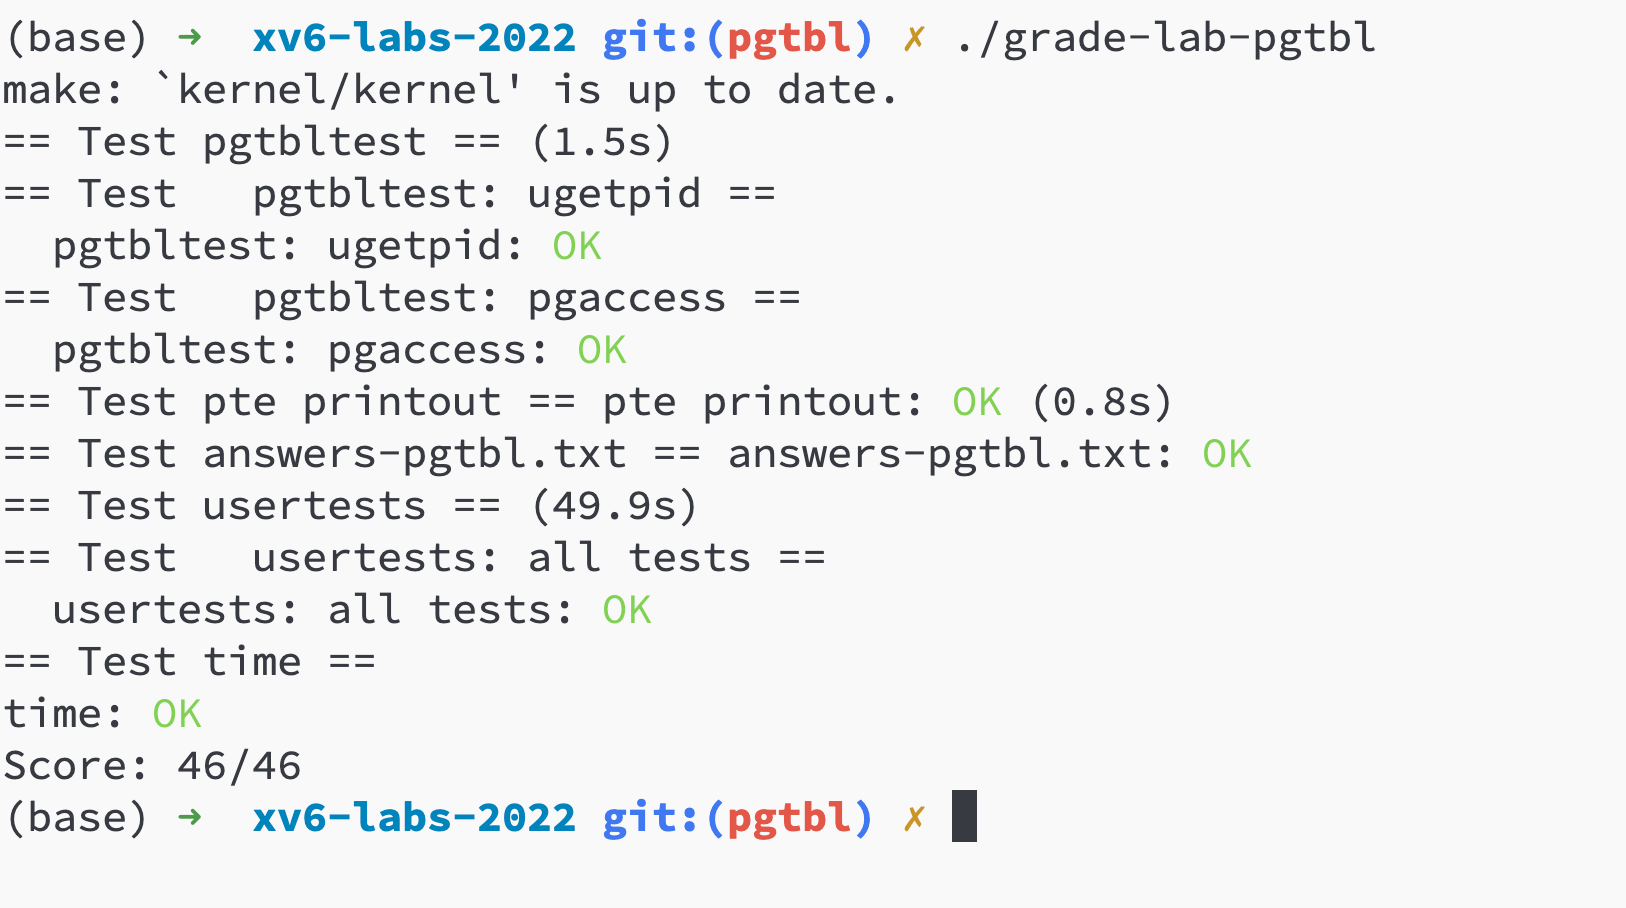 (base) ➜  xv6-labs-2022 git:(pgtbl) ✗ ./grade-lab-pgtbl
make: `kernel/kernel' is up to date.
== Test pgtbltest == (1.5s)
== Test   pgtbltest: ugetpid ==
  pgtbltest: ugetpid: OK
== Test   pgtbltest: pgaccess ==
  pgtbltest: pgaccess: OK
== Test pte printout == pte printout: OK (0.8s)
== Test answers-pgtbl.txt == answers-pgtbl.txt: OK
== Test usertests == (49.9s)
== Test   usertests: all tests ==
  usertests: all tests: OK
== Test time ==
time: OK
Score: 46/46
(base) ➜  xv6-labs-2022 git:(pgtbl) ✗